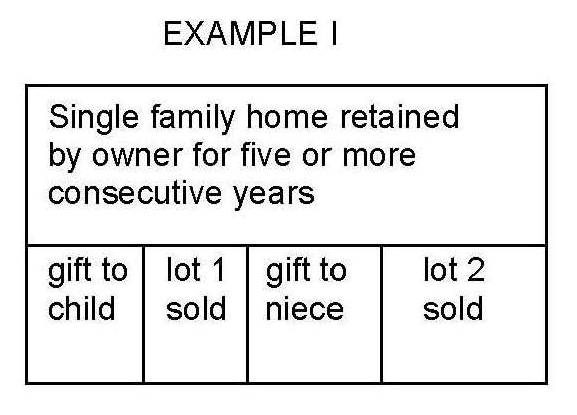 EXAMPLE I
Single family home retained
by owner for five or more
consecutive years
gift to
child
lot 1
sold
gift to
niece
lot 2
sold